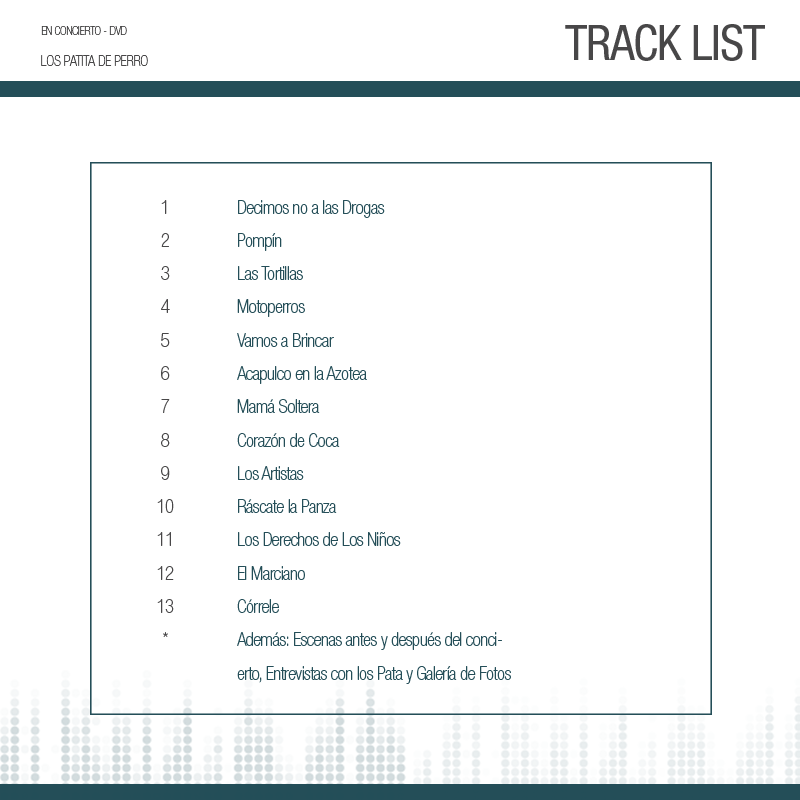 EN CONCIERTO - DVD
LOS PATITA DE PERRO
TRACK LIST
1 Decimos no a las Drogas
2 Pompín
3 Las Tortillas
4 Motoperros
5 Vamos a Brincar
6 Acapulco en la Azotea
7 Mamá Soltera
8 Corazón de Coca
9 Los Artistas
10 Ráscate la Panza
11 Los Derechos de Los Niños
12 El Marciano
13 Córrele
* Además: Escenas antes y después del conci-
erto, Entrevistas con los Pata y Galería de Fotos